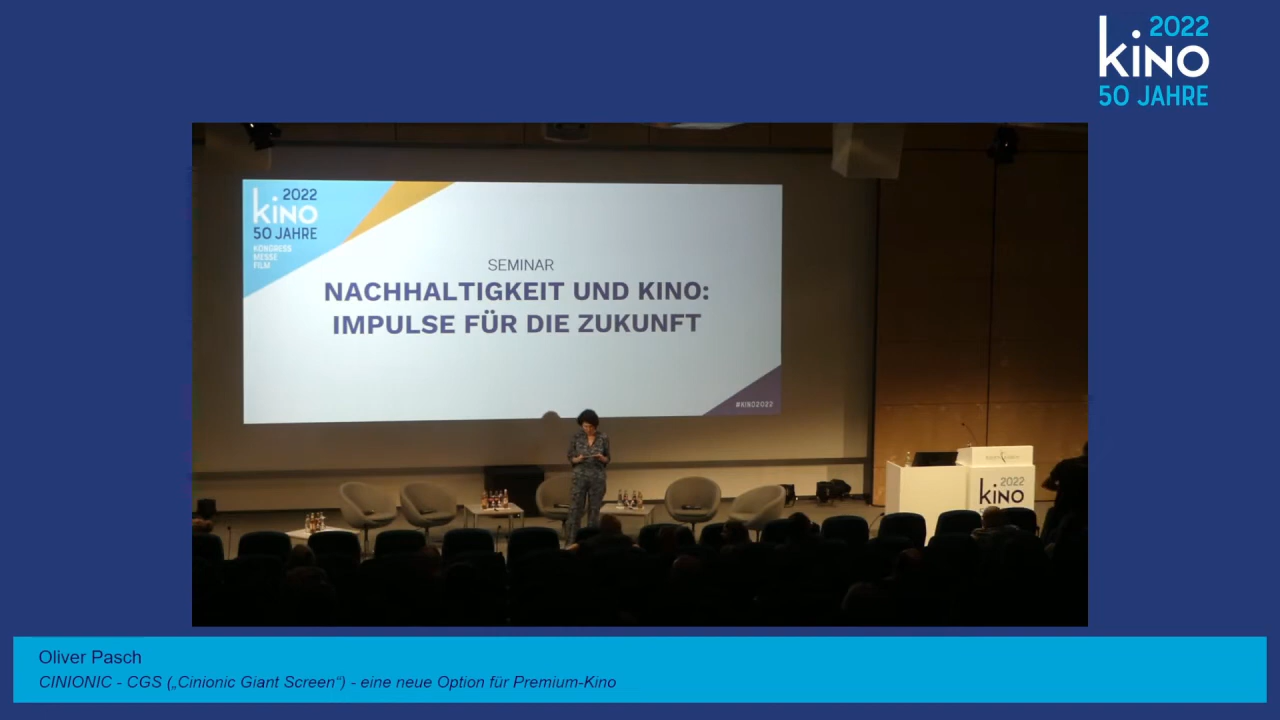 2022
kiNO
50 JAHRE
2022
kiNO
50 JAHRE
KONGRESS
MESSE
FILM
SEMINAR
NACHHALTIGKEIT UND KINO:
IMPULSE FÜR DIE ZUKUNFT
#KINO2022
2022
kiNO
Oliver Pasch
CINIONIC - CGS („Cinionic Giant Screen“) - eine neue Option für Premium-Kino